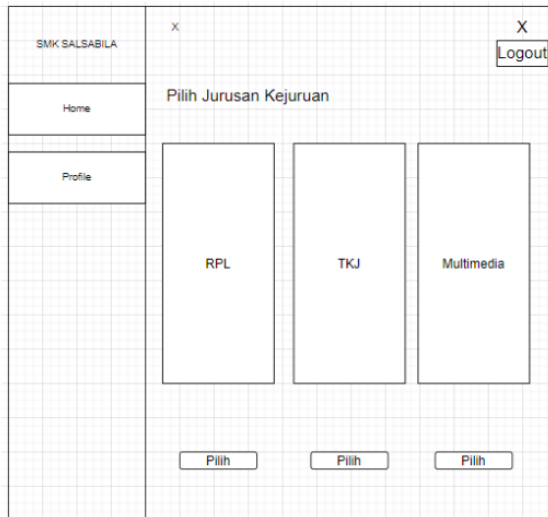 SMK SALSABILA
Home
Profile
X
X
Logout
Pilih Jurusan Kejuruan
RPL
TKJ
Multimedia
Pilih
Pilih
Pilih